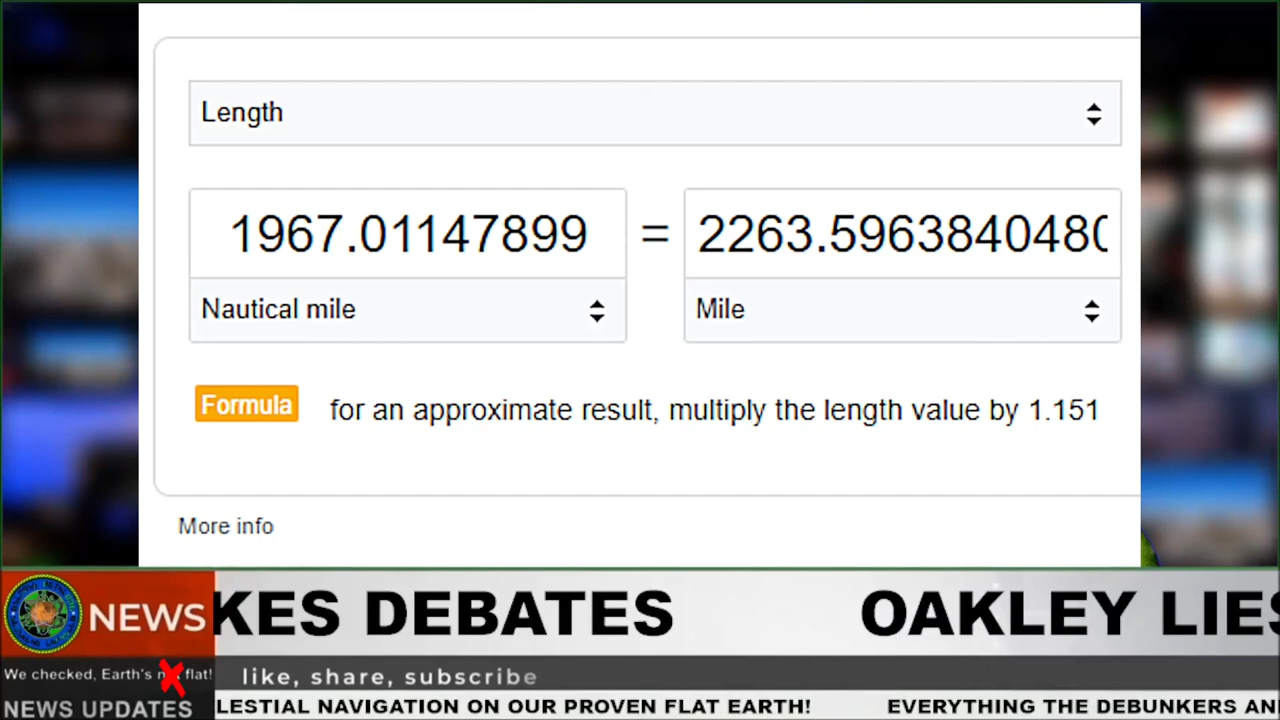 Length
1967.01147899 = 2263.5963840480
Nautical mile
Mile
Formula for an approximate result, multiply the length value by 1.151
More info
NEWS
KES DEBATES OAKLEY LIES
We checked, Earth's not flat!
like, share, subscribe
NEWS UPDATES
LESTIAL NAVIGATION ON OUR PROVEN FLAT EARTH! EVERYTHING THE DEBUNKERS AN